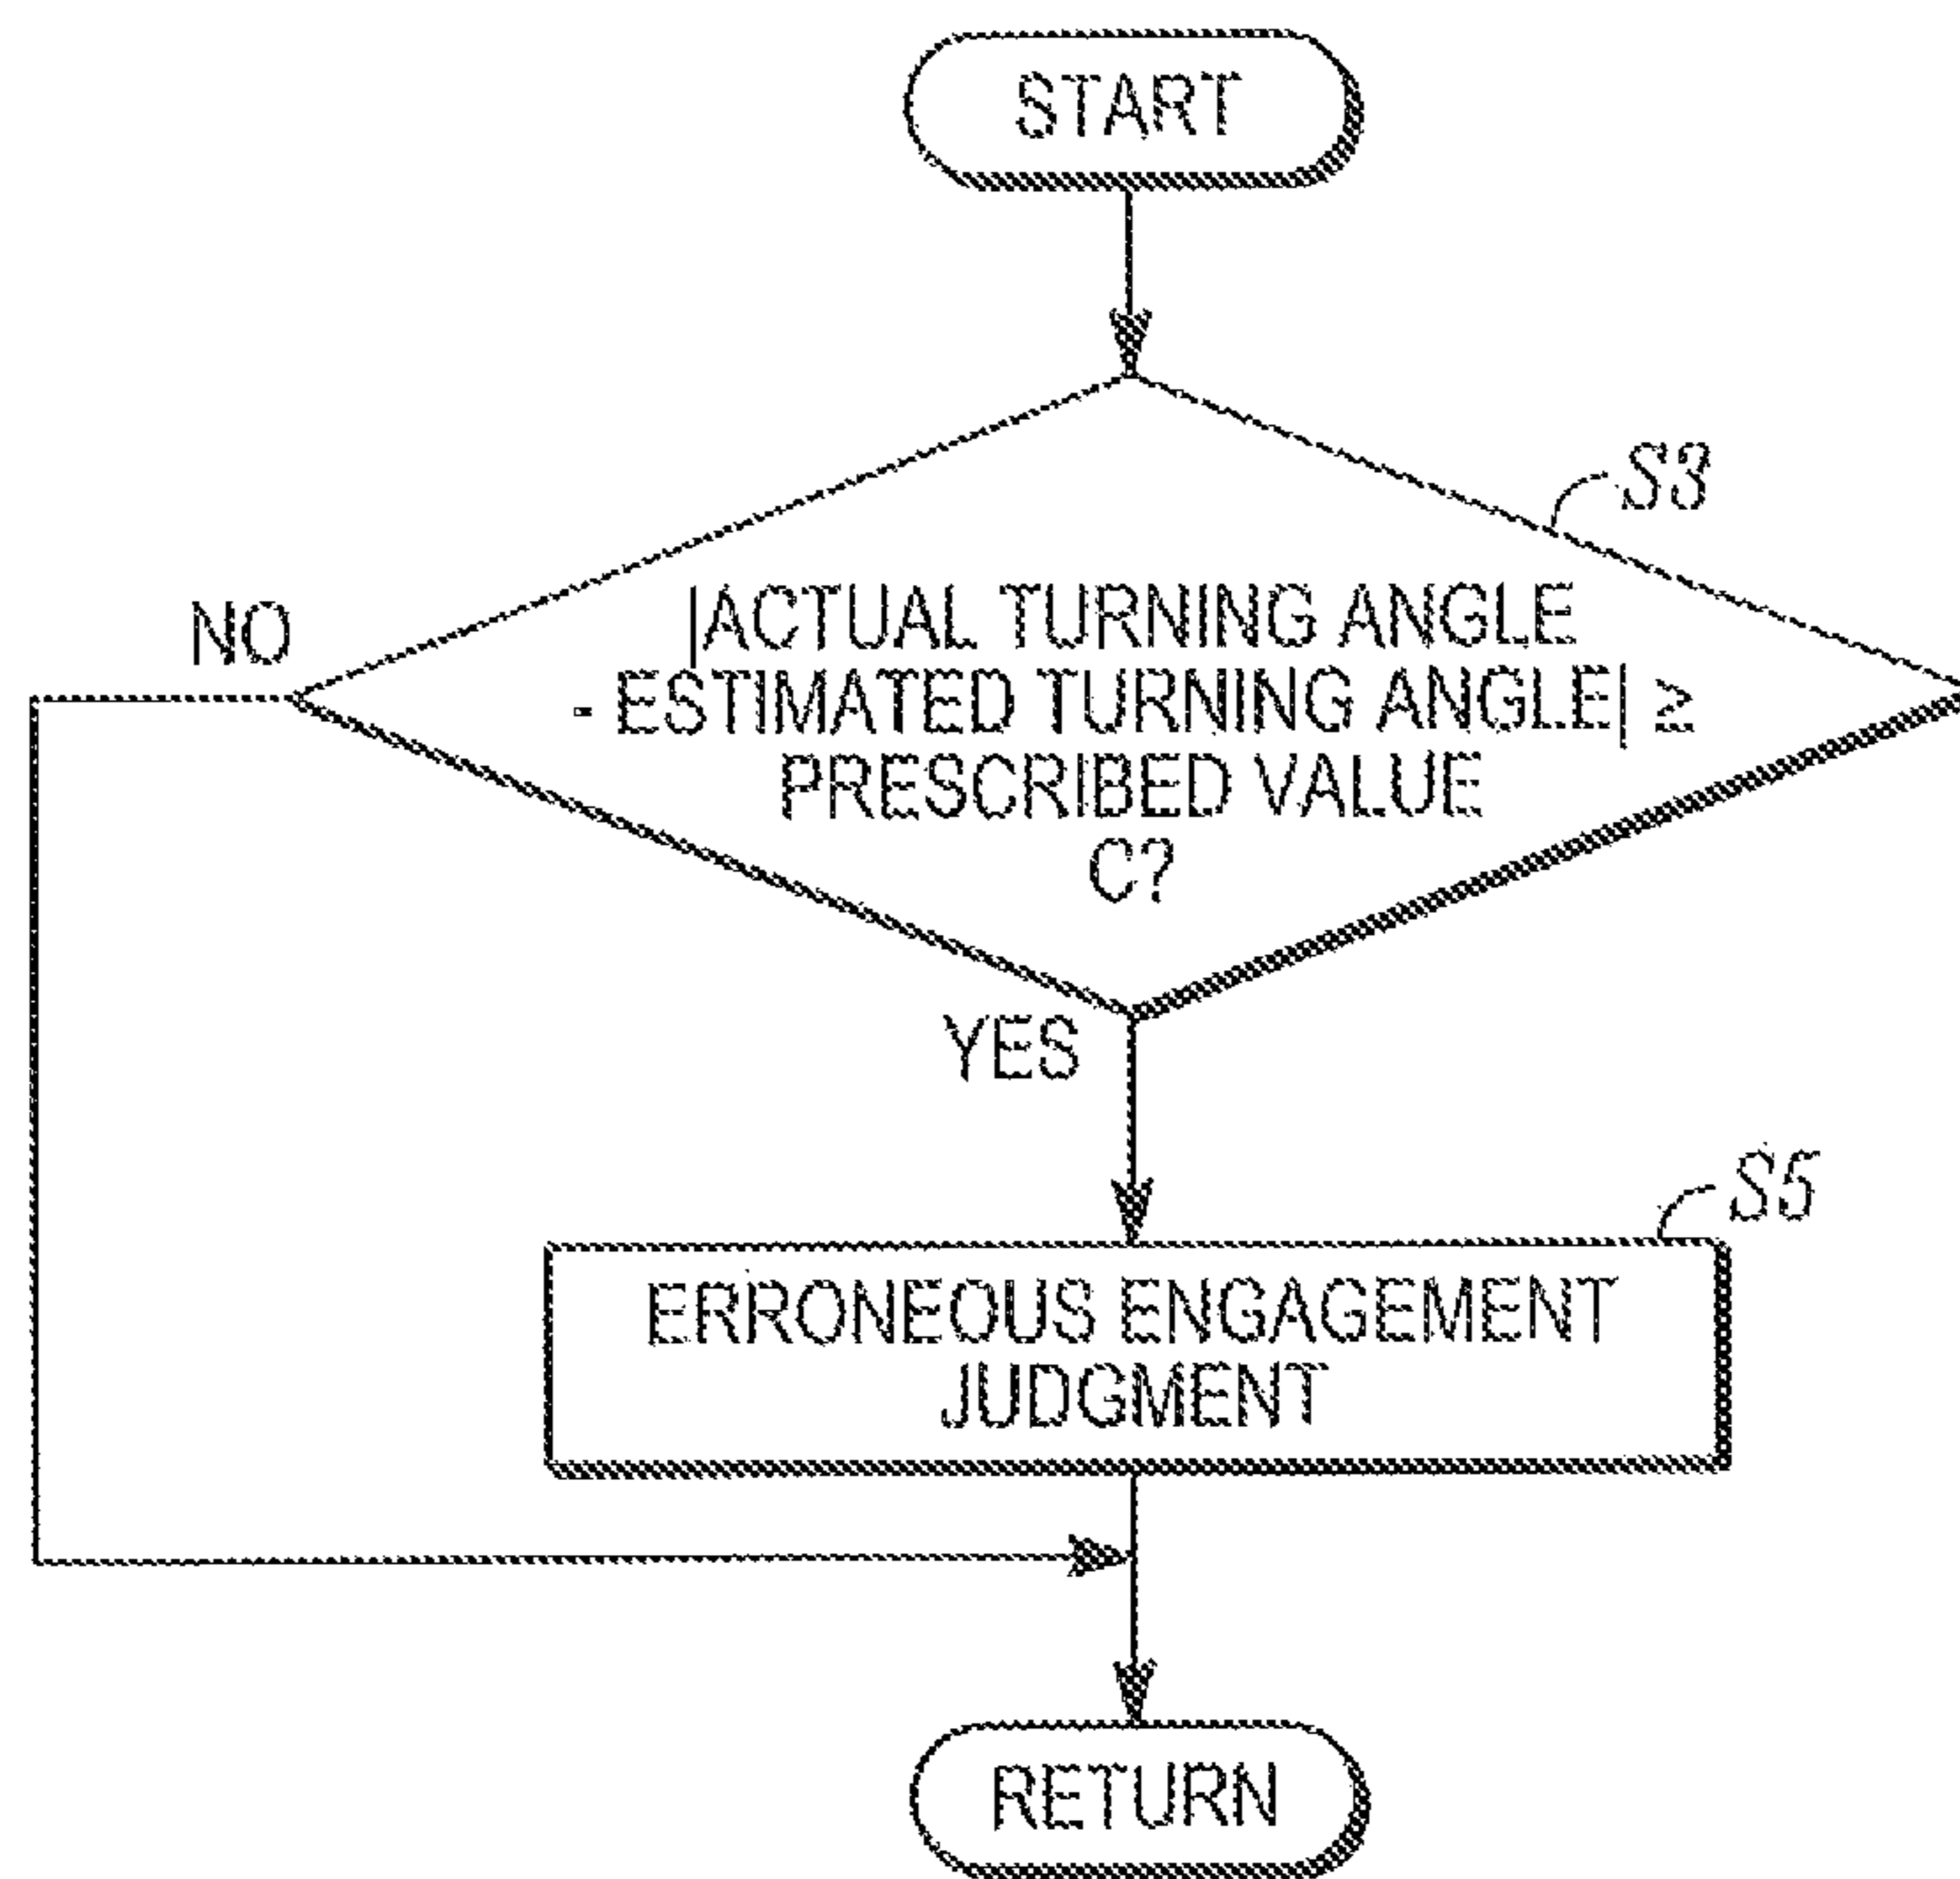 START
S3
NO
|ACTUAL TURNING ANGLE
- ESTIMATED TURNING ANGLE| ≥
PRESCRIBED VALUE
C?
YES
S5
ERRONEOUS ENGAGEMENT
JUDGMENT
RETURN